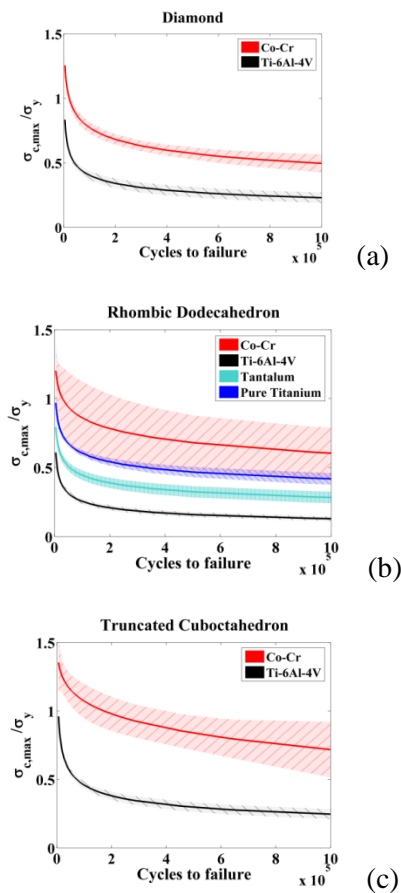 Diamond
1.5
Co-Cr
Ti-6Al-4V
1
σc,max/σy
0.5
0
0 2 4 6 8 10
Cycles to failure x 10^5
(a)
Rhombic Dodecahedron
1.5
Co-Cr
Ti-6Al-4V
Tantalum
Pure Titanium
1
σc,max/σy
0.5
0
0 2 4 6 8 10
Cycles to failure x 10^5
(b)
Truncated Cuboctahedron
1.5
Co-Cr
Ti-6Al-4V
1
σc,max/σy
0.5
0
0 2 4 6 8 10
Cycles to failure x 10^5
(c)